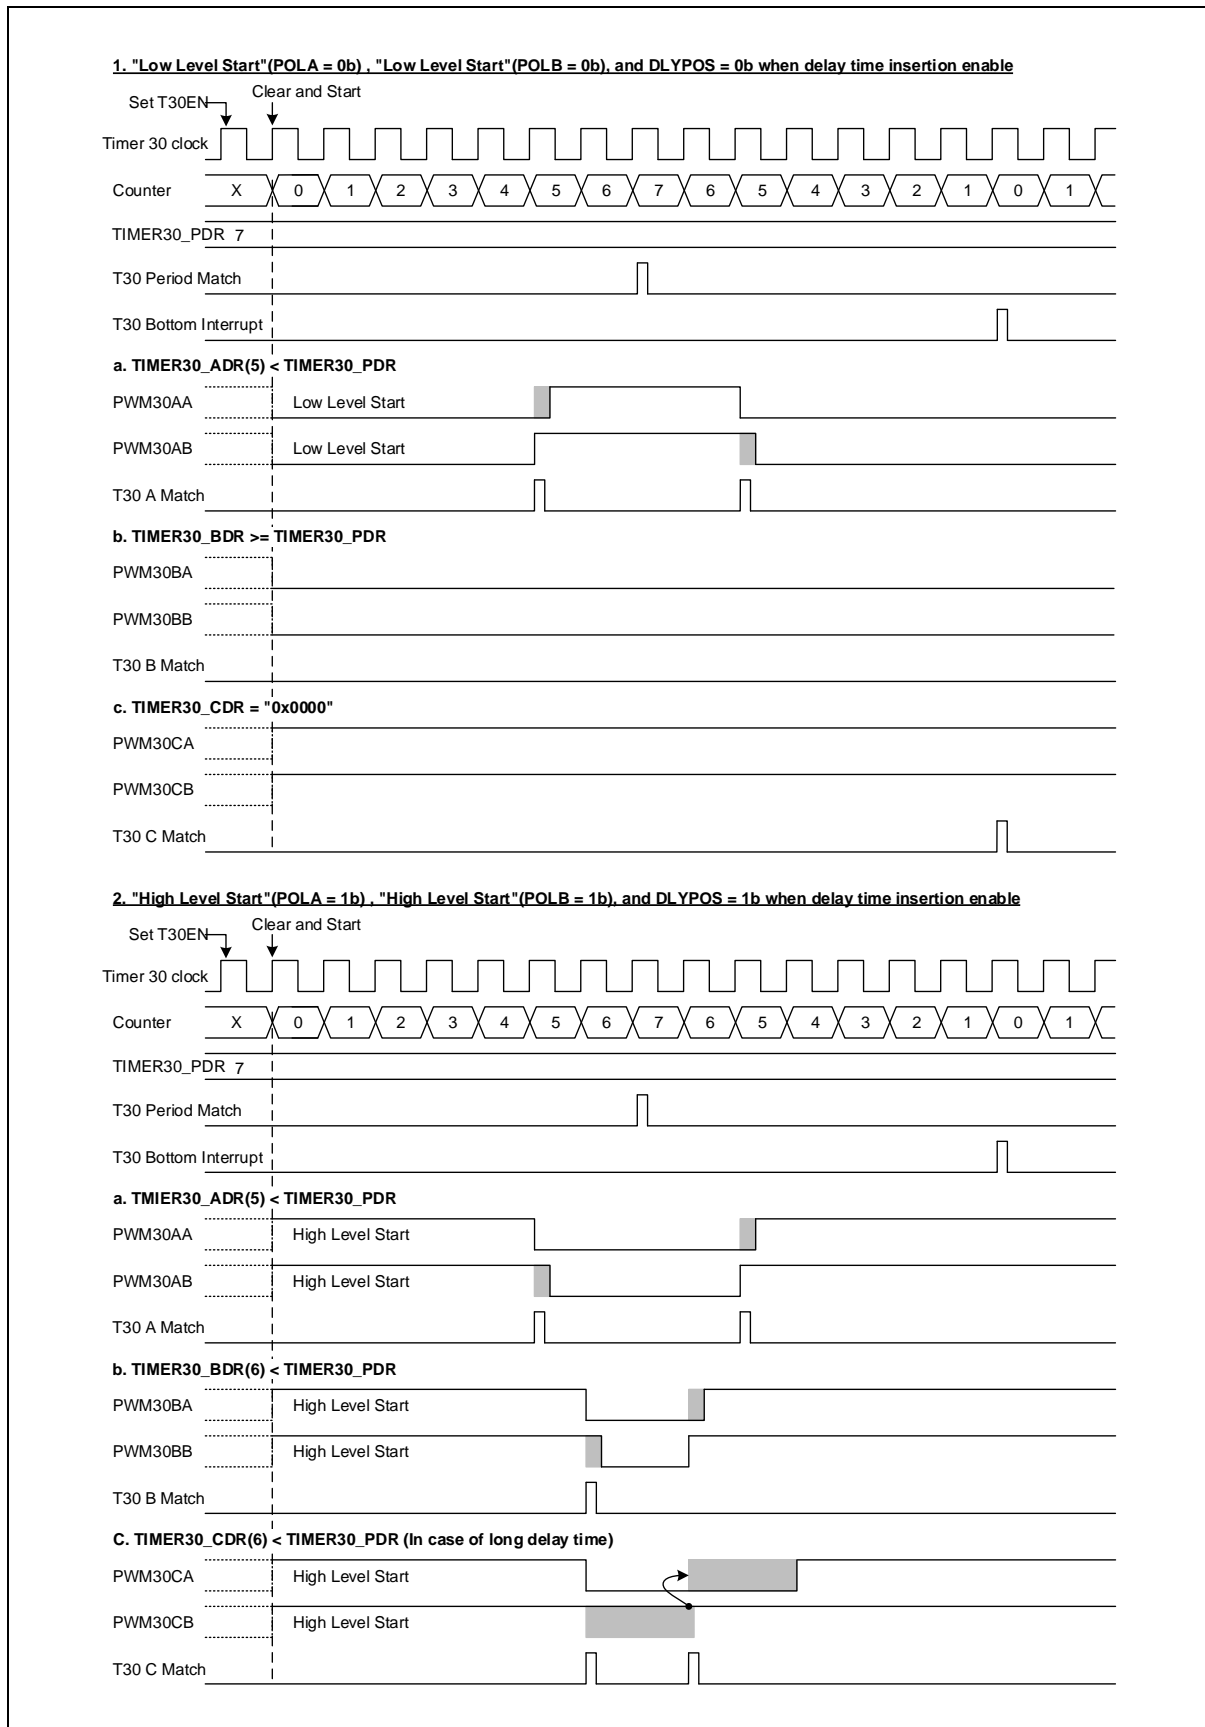 1. "Low Level Start"(POLA = 0b) , "Low Level Start"(POLB = 0b), and DLYPOS = 0b when delay time insertion enable
Set T30EN Clear and Start
Timer 30 clock
Counter X 0 1 2 3 4 5 6 7 6 5 4 3 2 1 0 1
TIMER30_PDR 7
T30 Period Match
T30 Bottom Interrupt
a. TIMER30_ADR(5) < TIMER30_PDR
PWM30AA Low Level Start
PWM30AB Low Level Start
T30 A Match
b. TIMER30_BDR >= TIMER30_PDR
PWM30BA
PWM30BB
T30 B Match
c. TIMER30_CDR = "0x0000"
PWM30CA
PWM30CB
T30 C Match
2. "High Level Start"(POLA = 1b) , "High Level Start"(POLB = 1b), and DLYPOS = 1b when delay time insertion enable
Set T30EN Clear and Start
Timer 30 clock
Counter X 0 1 2 3 4 5 6 7 6 5 4 3 2 1 0 1
TIMER30_PDR 7
T30 Period Match
T30 Bottom Interrupt
a. TMIER30_ADR(5) < TIMER30_PDR
PWM30AA High Level Start
PWM30AB High Level Start
T30 A Match
b. TIMER30_BDR(6) < TIMER30_PDR
PWM30BA High Level Start
PWM30BB High Level Start
T30 B Match
C. TIMER30_CDR(6) < TIMER30_PDR (In case of long delay time)
PWM30CA High Level Start
PWM30CB High Level Start
T30 C Match